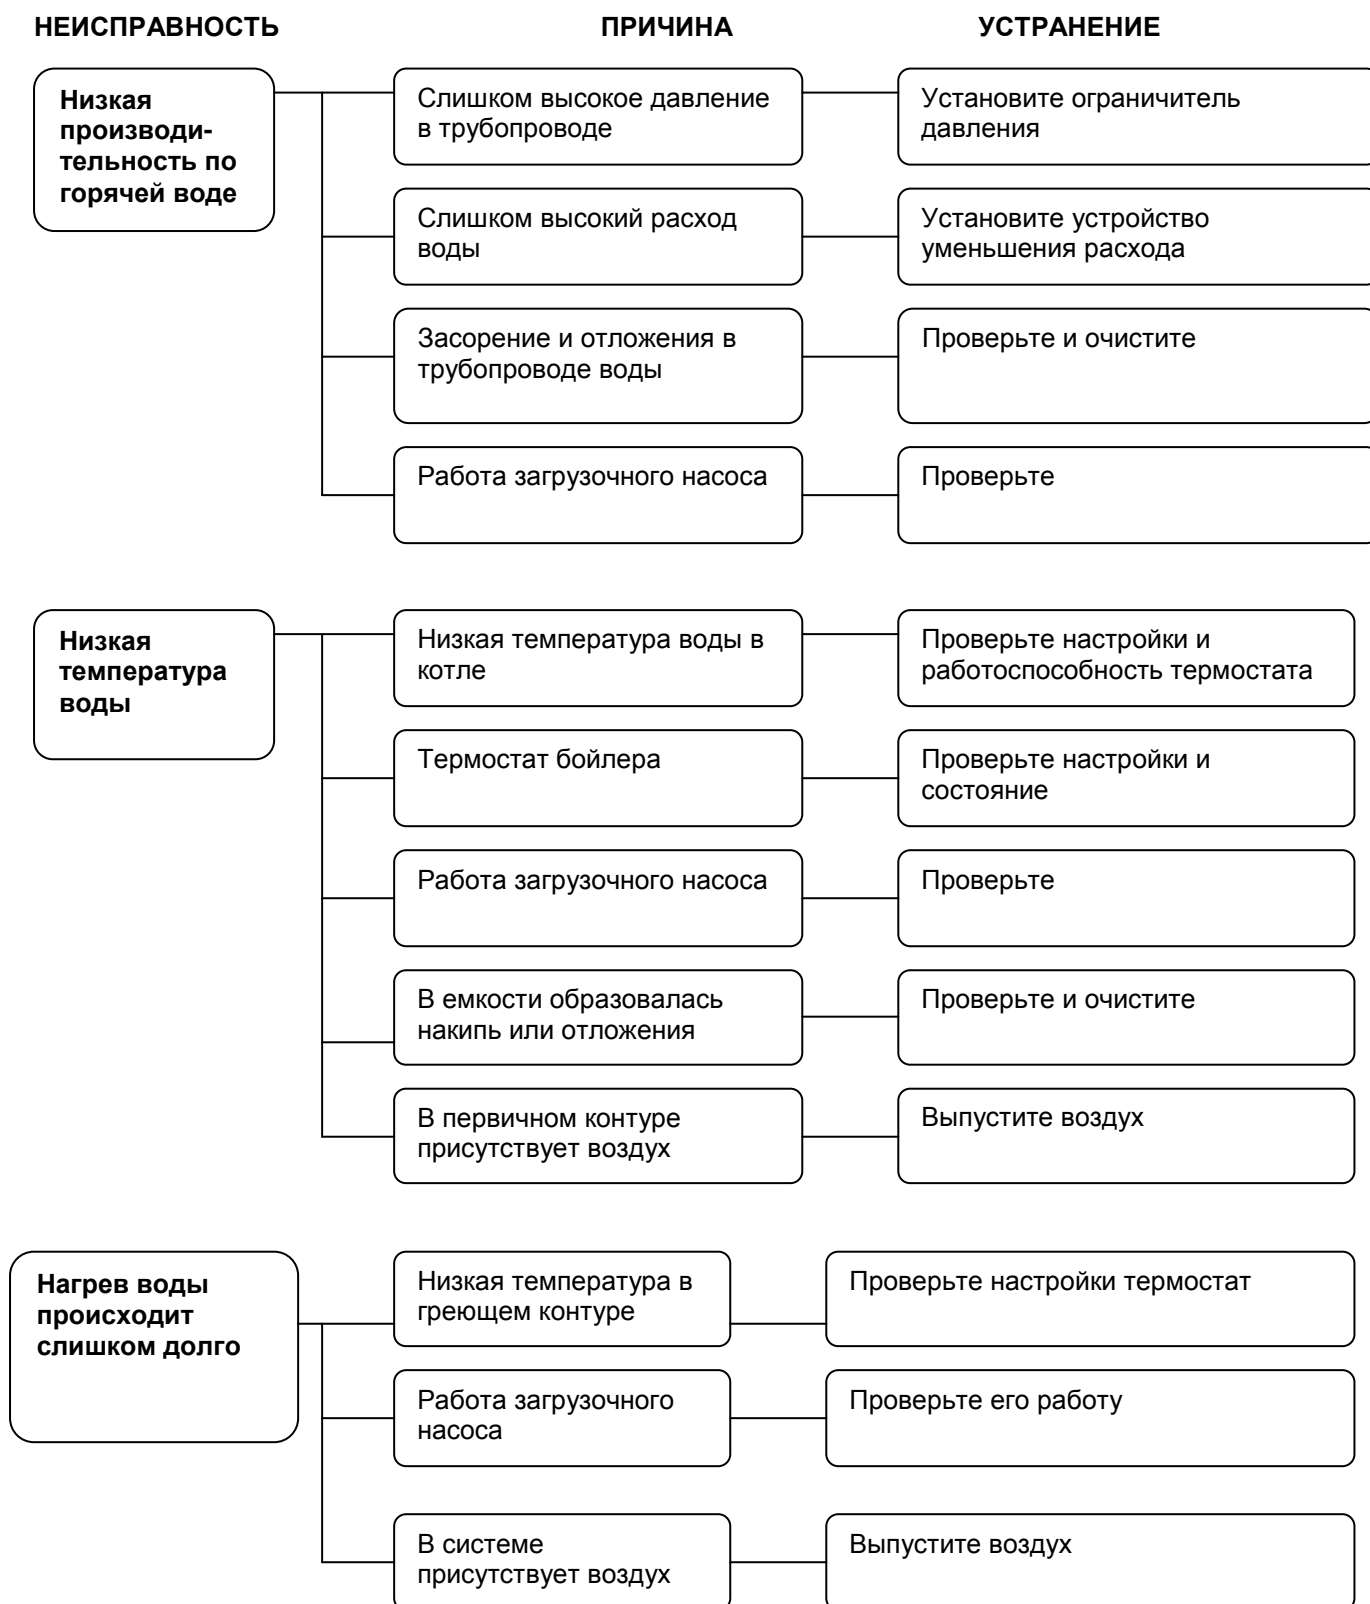 НЕИСПРАВНОСТЬ ПРИЧИНА УСТРАНЕНИЕ
Низкая
производи-
тельность по
горячей воде
Слишком высокое давление
в трубопроводе
Установите ограничитель
давления
Слишком высокий расход
воды
Установите устройство
уменьшения расхода
Засорение и отложения в
трубопроводе воды
Проверьте и очистите
Работа загрузочного насоса
Проверьте
Низкая
температура
воды
Низкая температура воды в
котле
Проверьте настройки и
работоспособность термостата
Термостат бойлера
Проверьте настройки и
состояние
Работа загрузочного насоса
Проверьте
В емкости образовалась
накипь или отложения
Проверьте и очистите
В первичном контуре
присутствует воздух
Выпустите воздух
Нагрев воды
происходит
слишком долго
Низкая температура в
греющем контуре
Проверьте настройки термостат
Работа загрузочного
насоса
Проверьте его работу
В системе
присутствует воздух
Выпустите воздух